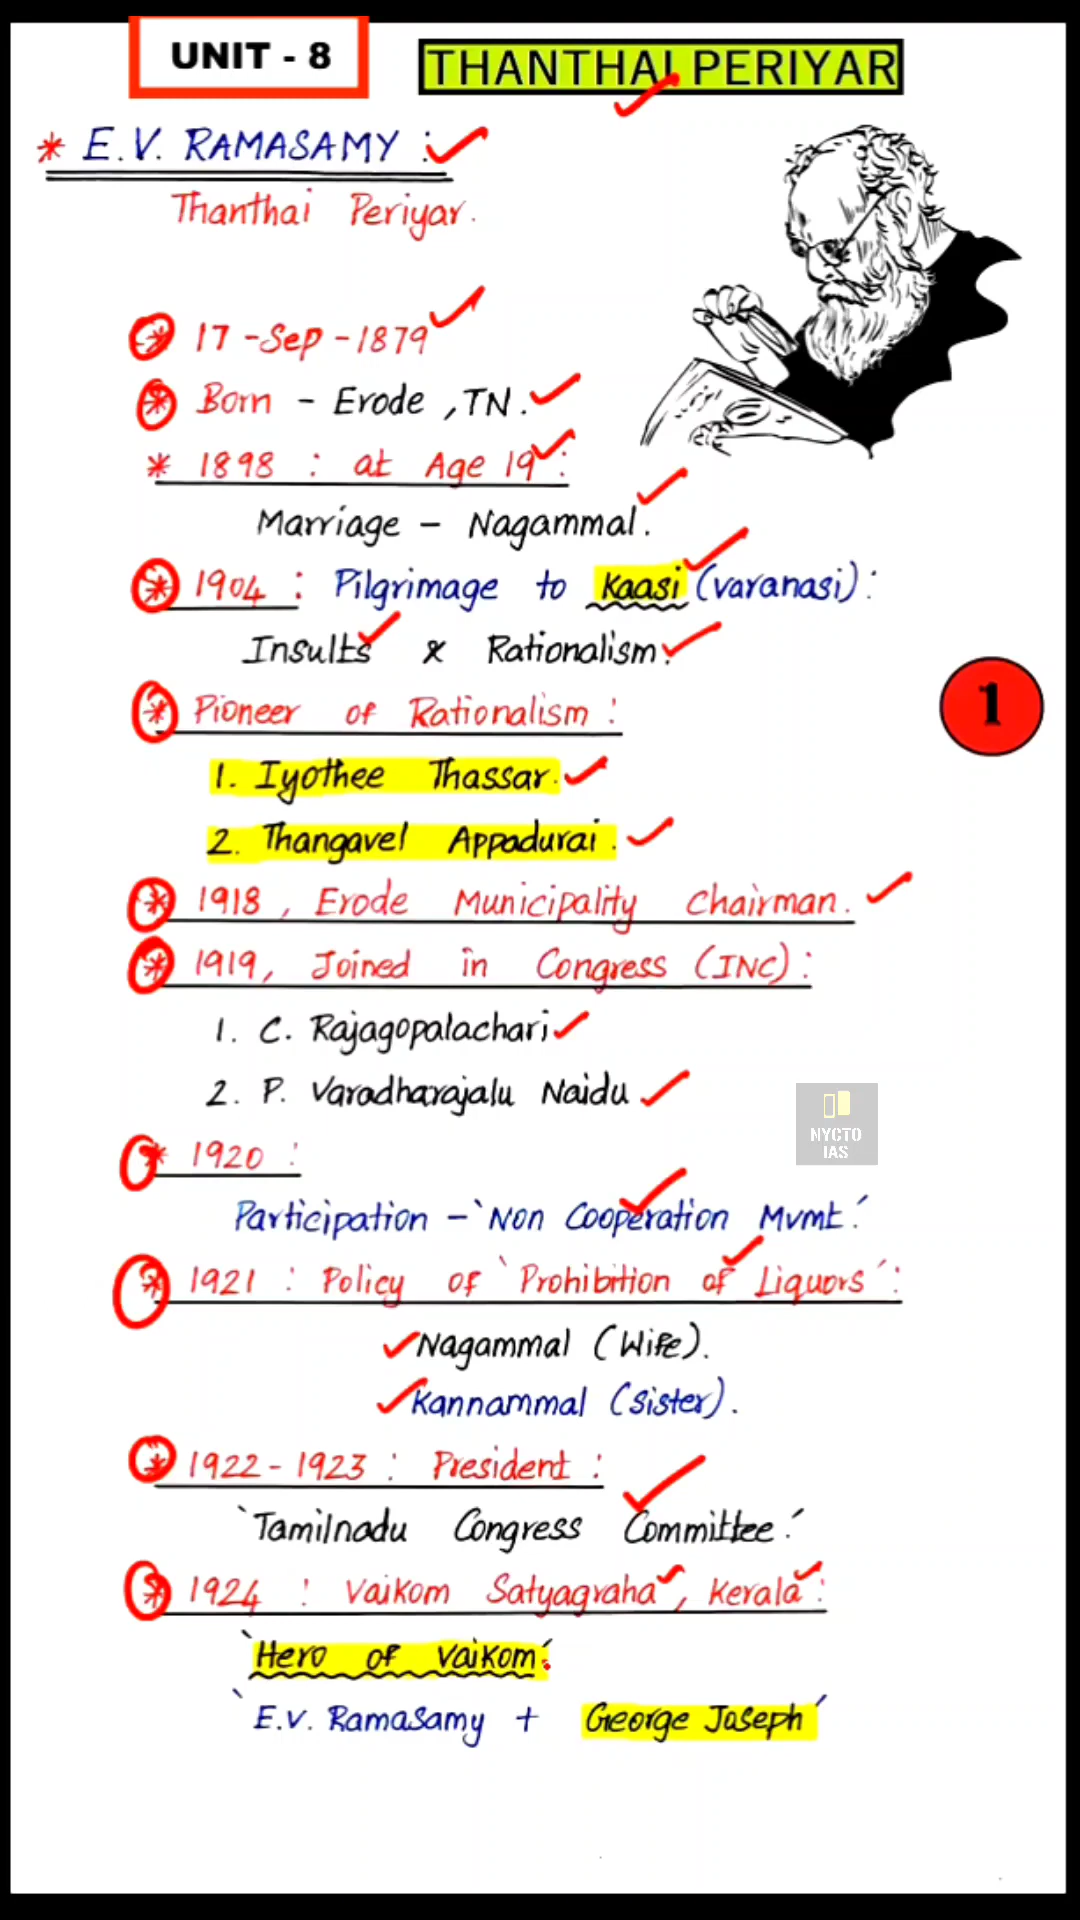 UNIT - 8
THANTHAI PERIYAR
* E.V. RAMASAMY :
Thanthai Periyar.
* 17 - Sep - 1879
* Born - Erode , TN.
* 1898 : at Age 19 :
Marriage - Nagammal.
* 1904 : Pilgrimage to Kaasi (varanasi) :
Insults & Rationalism.
* Pioneer of Rationalism :
1. Iyothee Thassar.
2. Thangavel Appadurai.
1
* 1918 , Erode Municipality Chairman.
* 1919, Joined in Congress (INC) :
1. C. Rajagopalachari
2. P. Varadharajalu Naidu
NYCTO
IAS
* 1920 :
Participation - 'Non Cooperation Mvmt.'
* 1921 : Policy of 'Prohibition of Liquors' :
Nagammal (Wife).
Kannammal (Sister).
* 1922 - 1923 : President :
'Tamilnadu Congress Committee.'
* 1924 : Vaikom Satyagraha , Kerala :
'Hero of Vaikom.'
'E.V. Ramasamy + George Joseph'